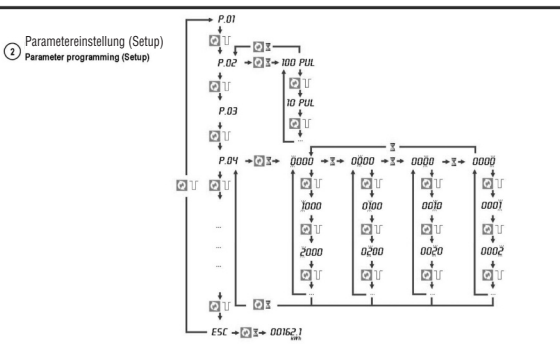 2 Parametereinstellung (Setup)
Parameter programming (Setup)
P.01
P.02
100 PUL
10 PUL
...
P.03
P.04
0000 0000 0000 0000
1000 0100 0010 0001
2000 0200 0020 0002
... ... ... ...
...
...
...
ESC 00162.1
kWh